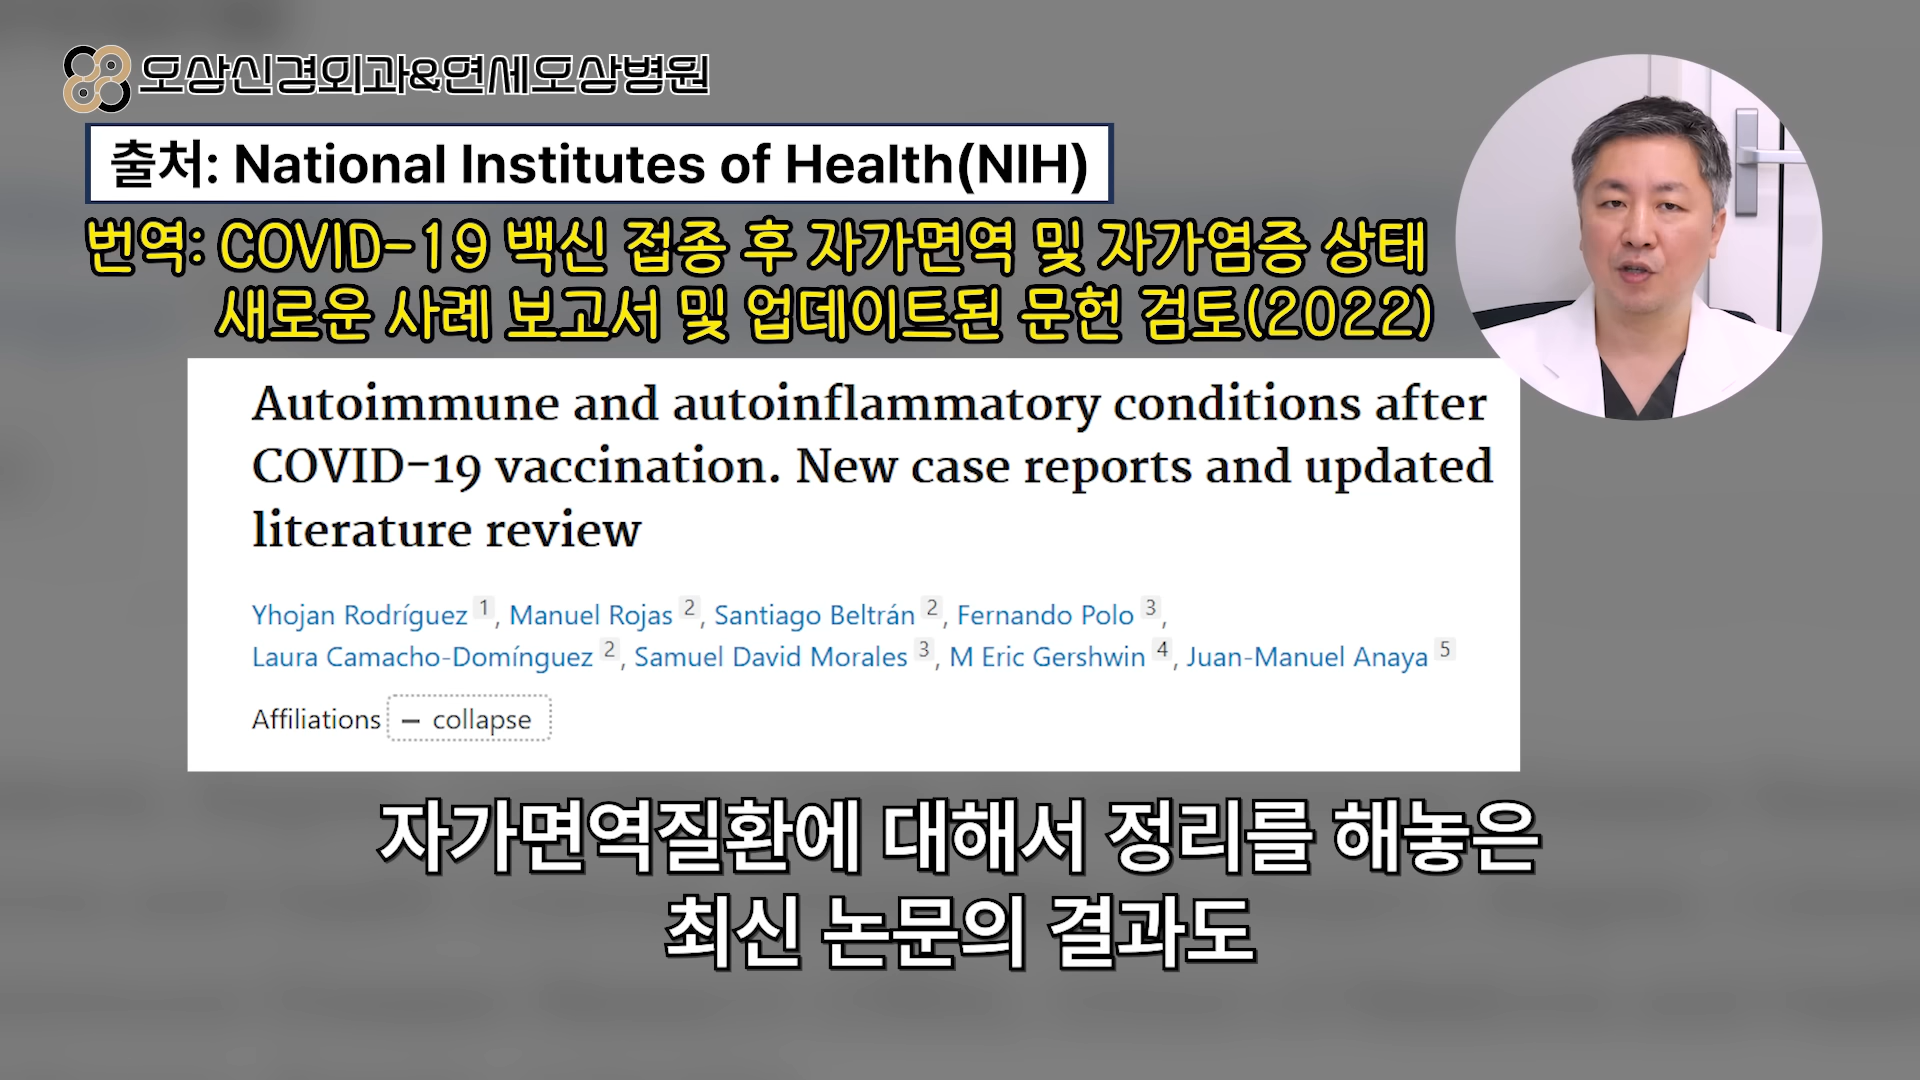 오상신경외과&연세오상병원
출처: National Institutes of Health(NIH)
번역: COVID-19 백신 접종 후 자가면역 및 자가염증 상태
새로운 사례 보고서 및 업데이트된 문헌 검토(2022)
Autoimmune and autoinflammatory conditions after
COVID-19 vaccination. New case reports and updated
literature review
Yhojan Rodríguez 1, Manuel Rojas 2, Santiago Beltrán 2, Fernando Polo 3,
Laura Camacho-Domínguez 2, Samuel David Morales 3, M Eric Gershwin 4, Juan-Manuel Anaya 5
Affiliations – collapse
자가면역질환에 대해서 정리를 해놓은
최신 논문의 결과도